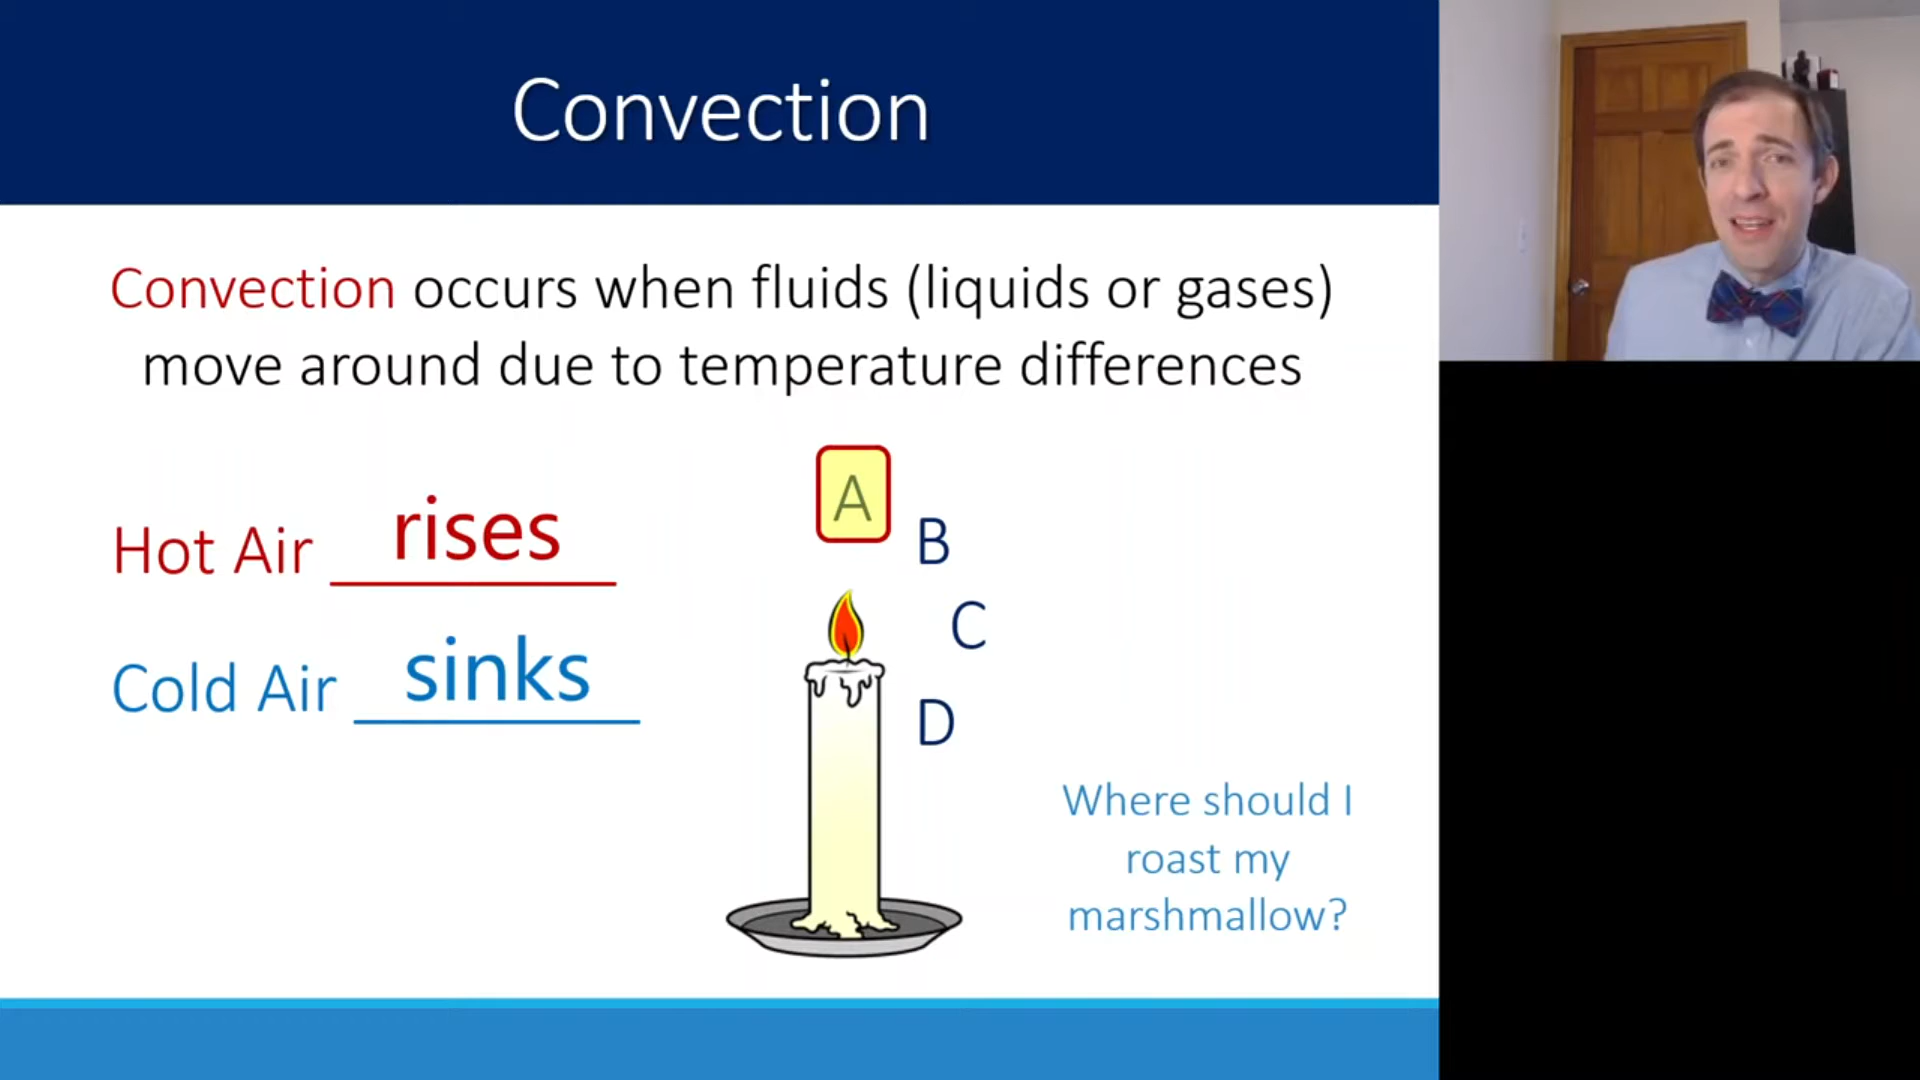 Convection
Convection occurs when fluids (liquids or gases)
move around due to temperature differences
Hot Air rises
Cold Air sinks
A
B
C
D
Where should I
roast my
marshmallow?